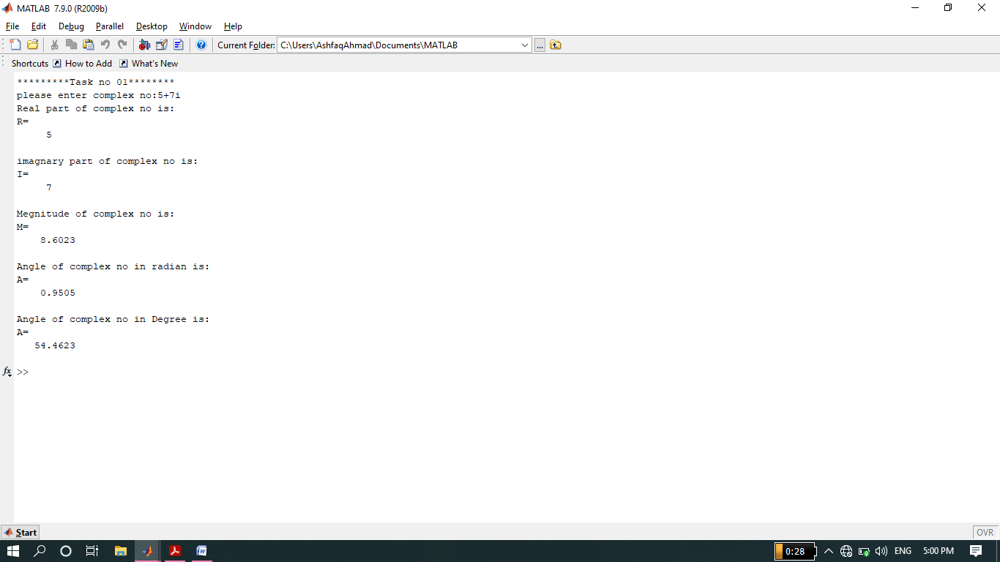 MATLAB 7.9.0 (R2009b)
File Edit Debug Parallel Desktop Window Help
Current Folder: C:\Users\AshfaqAhmad\Documents\MATLAB ...
Shortcuts How to Add What's New
*********Task no 01********
please enter complex no:5+7i
Real part of complex no is:
R=
5
imagnary part of complex no is:
I=
7
Megnitude of complex no is:
M=
8.6023
Angle of complex no in radian is:
A=
0.9505
Angle of complex no in Degree is:
A=
54.4623
fx >>
Start OVR
0:28 ENG 5:00 PM